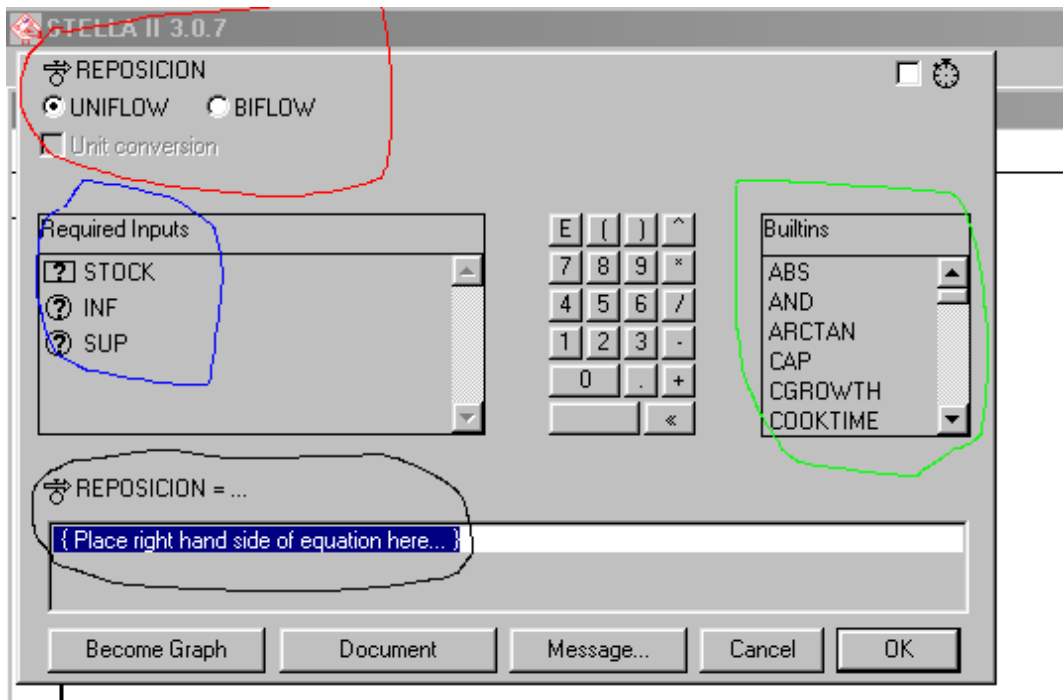 STELLA II 3.0.7
REPOSICION
UNIFLOW BIFLOW
Unit conversion
Required Inputs
STOCK
INF
SUP
E ( ) ^
7 8 9 *
4 5 6 /
1 2 3 -
0 . +
«
Builtins
ABS
AND
ARCTAN
CAP
CGROWTH
COOKTIME
REPOSICION = ...
{ Place right hand side of equation here... }
Become Graph Document Message... Cancel OK